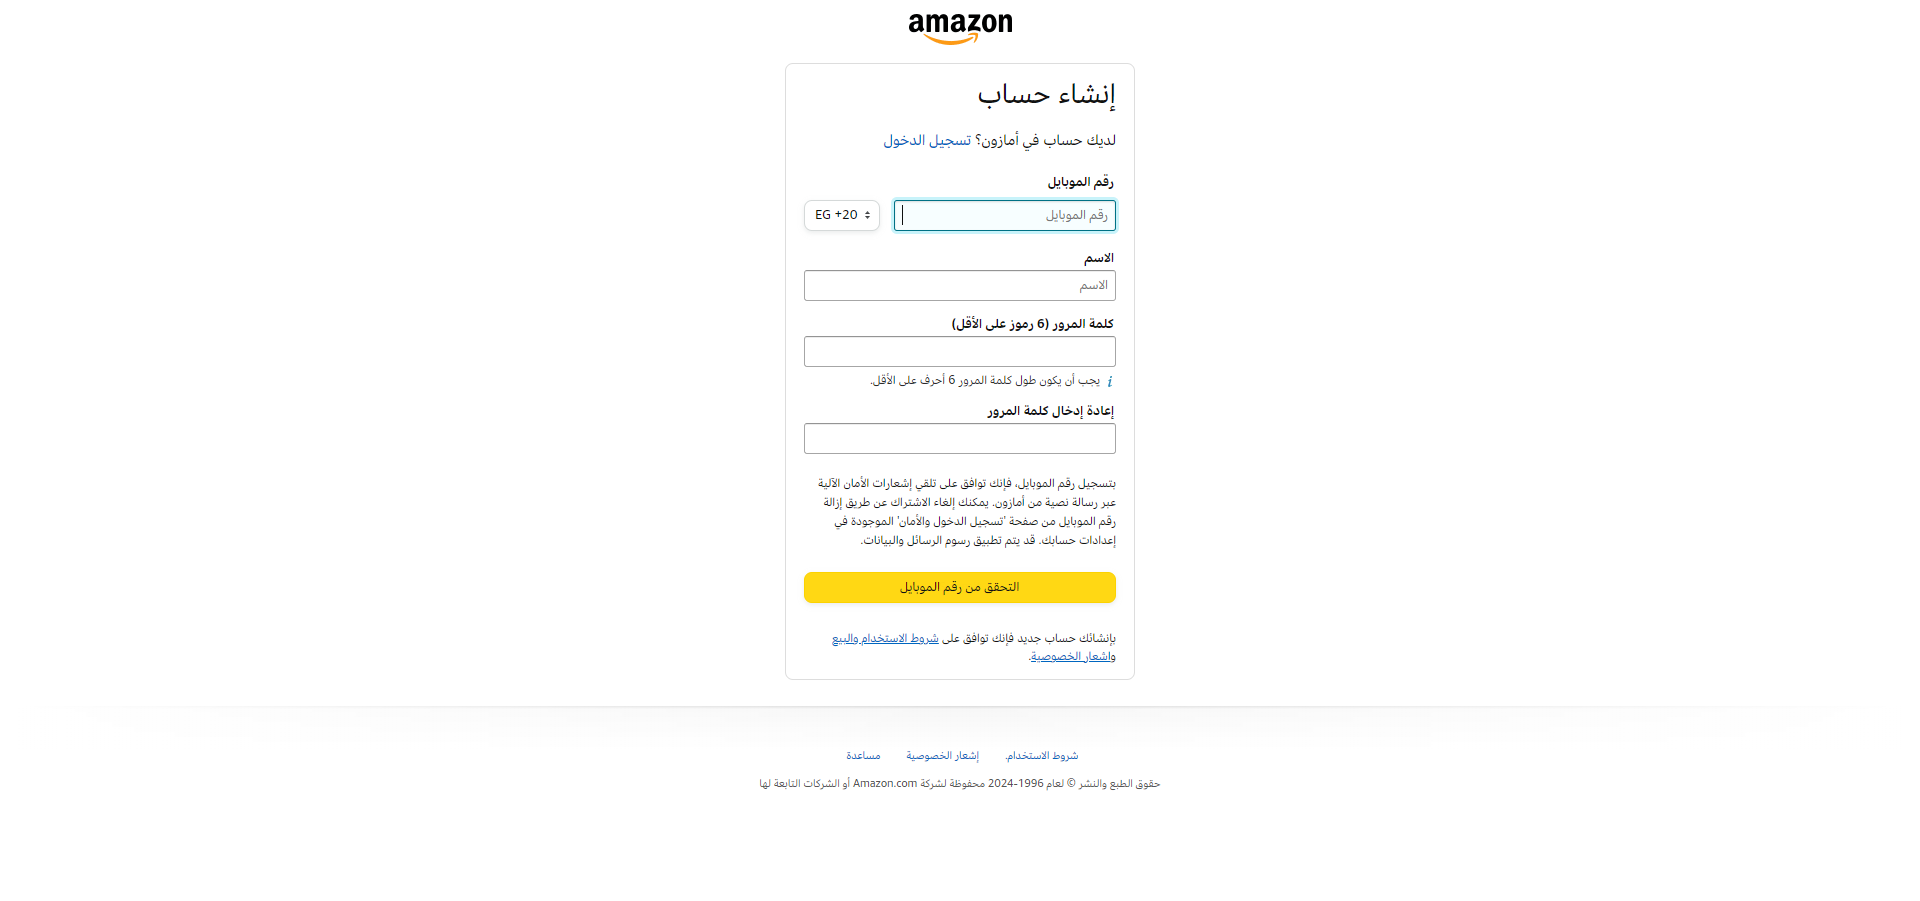 amazon
إنشاء حساب
لديك حساب في أمازون؟ تسجيل الدخول
رقم الموبايل
رقم الموبايل
EG +20
الاسم
الاسم
كلمة المرور (6 رموز على الأقل)
i يجب أن يكون طول كلمة المرور 6 أحرف على الأقل.
إعادة إدخال كلمة المرور
بتسجيل رقم الموبايل، فإنك توافق على تلقي إشعارات الأمان الآلية
عبر رسالة نصية من أمازون. يمكنك إلغاء الاشتراك عن طريق إزالة
رقم الموبايل من صفحة 'تسجيل الدخول والأمان' الموجودة في
إعدادات حسابك. قد يتم تطبيق رسوم الرسائل والبيانات.
التحقق من رقم الموبايل
بإنشائك حساب جديد فإنك توافق على شروط الاستخدام والبيع
واشعار الخصوصية.
شروط الاستخدام. إشعار الخصوصية مساعدة
حقوق الطبع والنشر © لعام 1996-2024 محفوظة لشركة Amazon.com أو الشركات التابعة لها